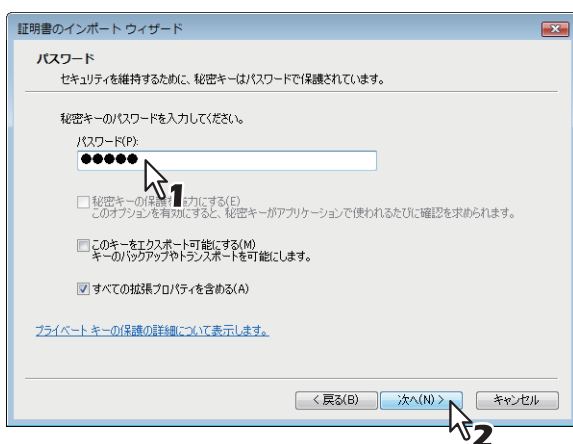 証明書のインポート ウィザード
パスワード
セキュリティを維持するために、秘密キーはパスワードで保護されています。
秘密キーのパスワードを入力してください。
パスワード(P):
●●●●●
1
秘密キーの保護を強力にする(E)
このオプションを有効にすると、秘密キーがアプリケーションで使われるたびに確認を求められます。
このキーをエクスポート可能にする(M)
キーのバックアップやトランスポートを可能にします。
すべての拡張プロパティを含める(A)
プライベート キーの保護の詳細について表示します。
< 戻る(B) 次へ(N) > キャンセル
2